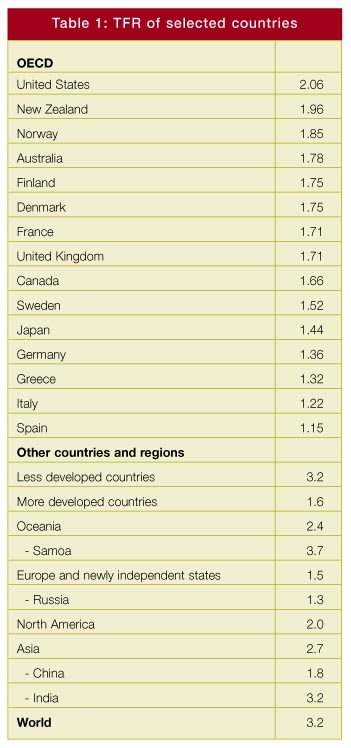 Table 1: TFR of selected countries
OECD
United States 2.06
New Zealand 1.96
Norway 1.85
Australia 1.78
Finland 1.75
Denmark 1.75
France 1.71
United Kingdom 1.71
Canada 1.66
Sweden 1.52
Japan 1.44
Germany 1.36
Greece 1.32
Italy 1.22
Spain 1.15
Other countries and regions
Less developed countries 3.2
More developed countries 1.6
Oceania 2.4
- Samoa 3.7
Europe and newly independent states 1.5
- Russia 1.3
North America 2.0
Asia 2.7
- China 1.8
- India 3.2
World 3.2